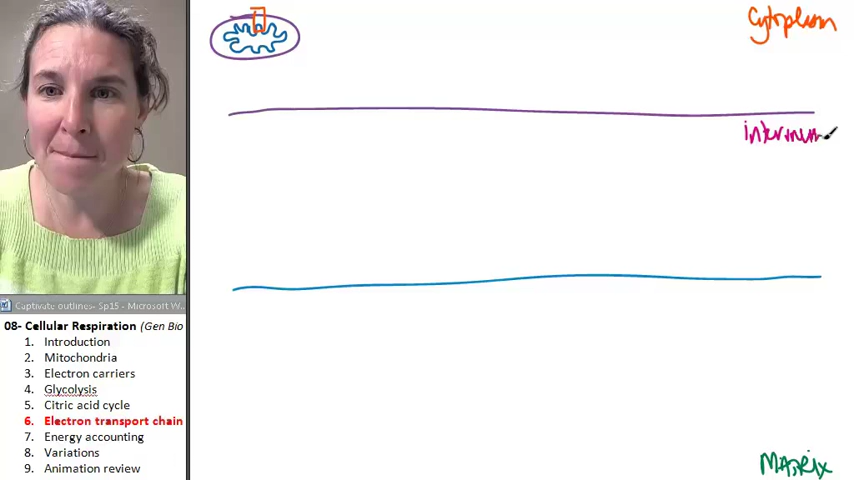 Cytoplasm
intermem
MATRIX
Captivate outlines- Sp15 - Microsoft W.
08- Cellular Respiration (Gen Bio
1. Introduction
2. Mitochondria
3. Electron carriers
4. Glycolysis
5. Citric acid cycle
6. Electron transport chain
7. Energy accounting
8. Variations
9. Animation review